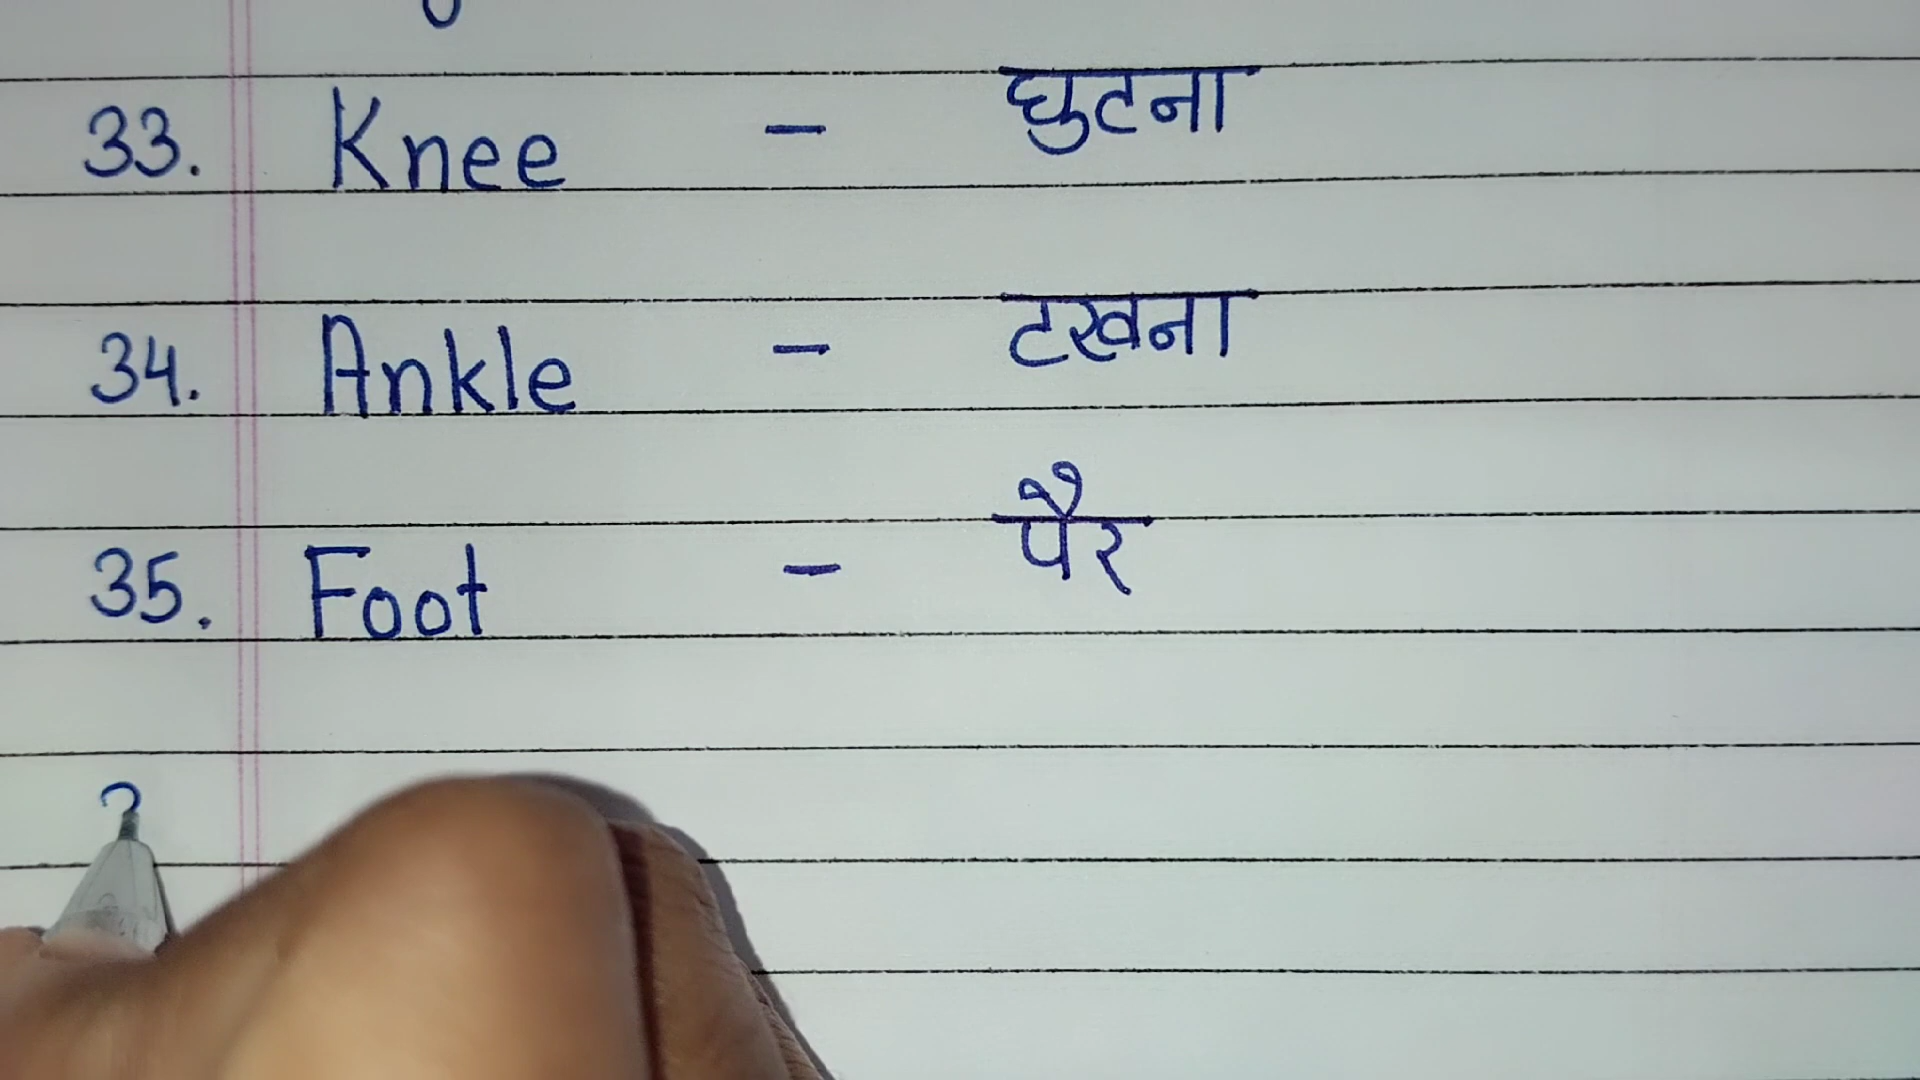 33. Knee - घुटना
34. Ankle - टखना
35. Foot - पैर